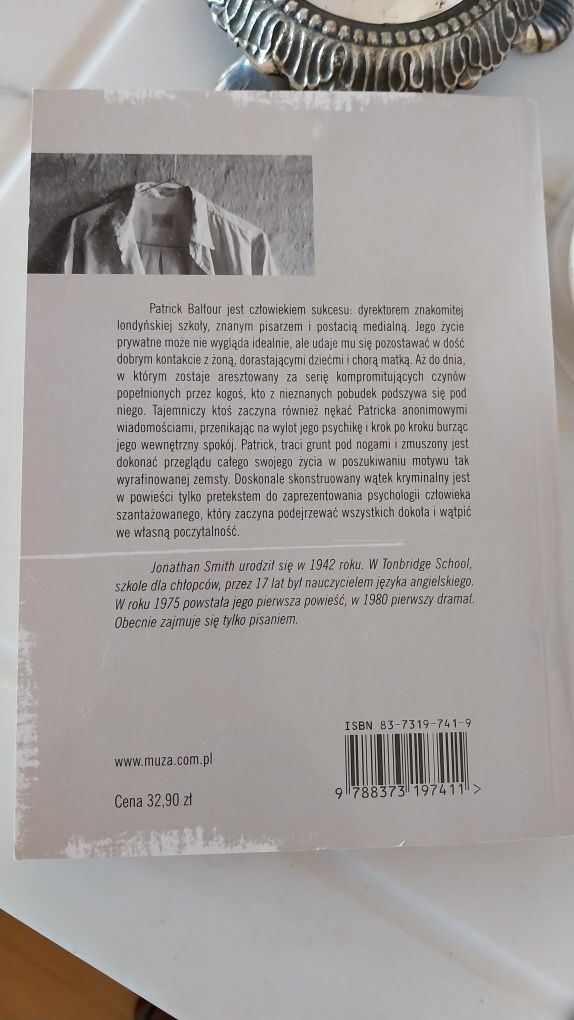 Patrick Balfour jest człowiekiem sukcesu: dyrektorem znakomitej
londyńskiej szkoły, znanym pisarzem i postacią medialną. Jego życie
prywatne może nie wygląda idealnie, ale udaje mu się pozostawać w dość
dobrym kontakcie z żoną, dorastającymi dziećmi i chorą matką. Aż do dnia,
w którym zostaje aresztowany za serię kompromitujących czynów
popełnionych przez kogoś, kto z nieznanych pobudek podszywa się pod
niego. Tajemniczy ktoś zaczyna również nękać Patricka anonimowymi
wiadomościami, przenikając na wylot jego psychikę i krok po kroku burząc
jego wewnętrzny spokój. Patrick, traci grunt pod nogami i zmuszony jest
dokonać przeglądu całego swojego życia w poszukiwaniu motywu tak
wyrafinowanej zemsty. Doskonale skonstruowany wątek kryminalny jest
w powieści tylko pretekstem do zaprezentowania psychologii człowieka
szantażowanego, który zaczyna podejrzewać wszystkich dokoła i wątpić
we własną poczytalność.
Jonathan Smith urodził się w 1942 roku. W Tonbridge School,
szkole dla chłopców, przez 17 lat był nauczycielem języka angielskiego.
W roku 1975 powstała jego pierwsza powieść, w 1980 pierwszy dramat.
Obecnie zajmuje się tylko pisaniem.
ISBN 83-7319-741-9
www.muza.com.pl
9 788373 197411 >
Cena 32,90 zł